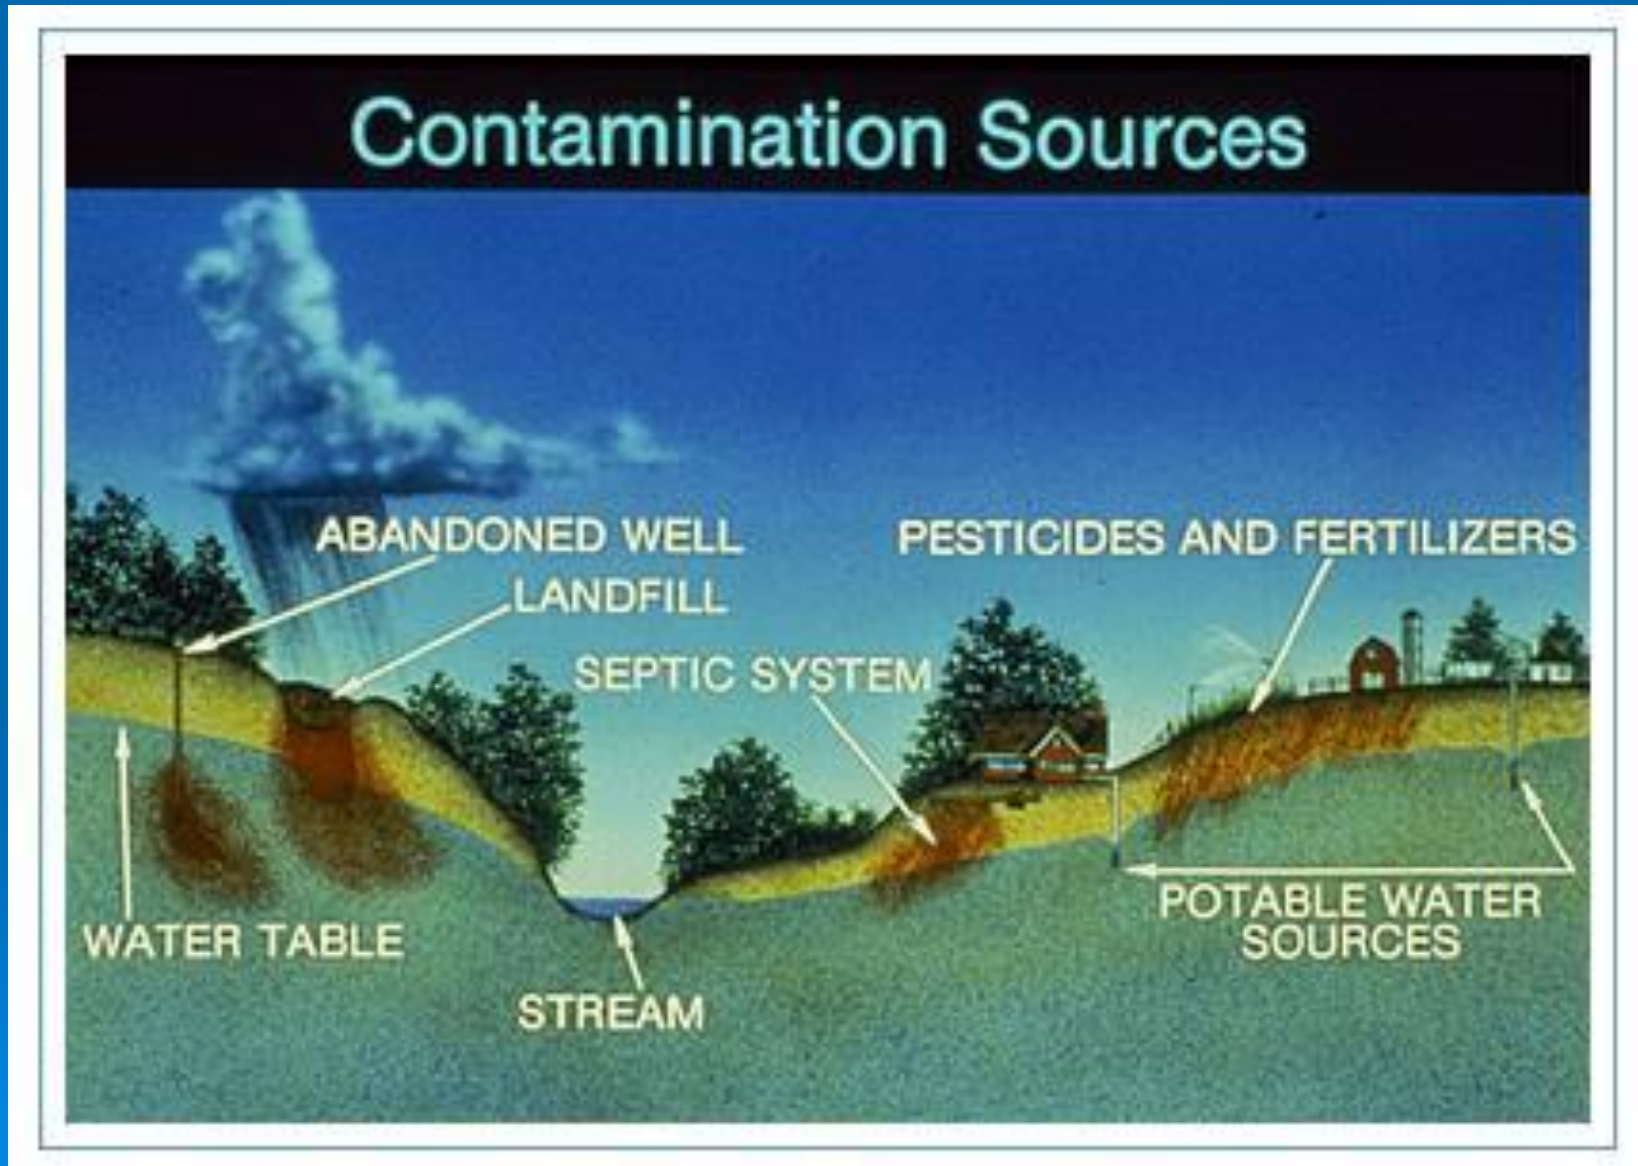 Contamination Sources
ABANDONED WELL
PESTICIDES AND FERTILIZERS
LANDFILL
SEPTIC SYSTEM
POTABLE WATER
SOURCES
WATER TABLE
STREAM